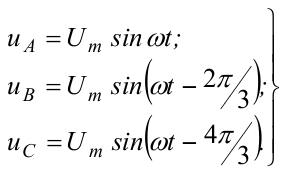 u_A = U_m sin ωt;
u_B = U_m sin(ωt − 2π/3);
u_C = U_m sin(ωt − 4π/3).